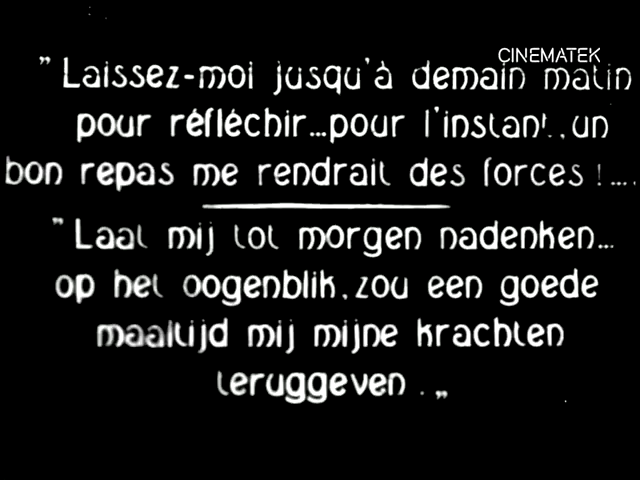 CINEMATEK
"Laissez-moi jusqu'à demain matin
pour réfléchir...pour l'instant..un
bon repas me rendrait des forces !....
"Laat mij tot morgen nadenken...
op het oogenblik, zou een goede
maaltijd mij mijne krachten
teruggeven . „